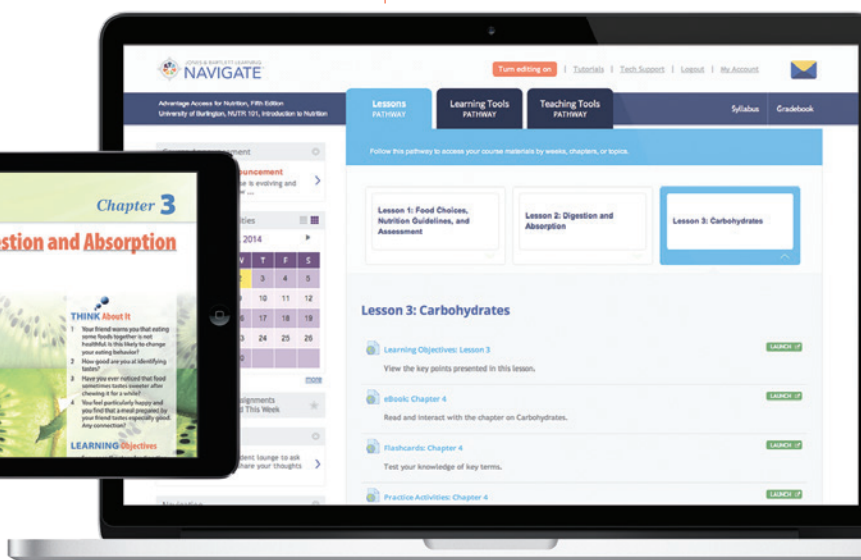 JONES & BARTLETT LEARNING
NAVIGATE
Turn editing on | Tutorials | Tech Support | Logout | My Account
Advantage Access for Nutrition, Fifth Edition
University of Burlington, NUTR 101, Introduction to Nutrition
Lessons
PATHWAY
Learning Tools
PATHWAY
Teaching Tools
PATHWAY
Syllabus
Gradebook
Follow this pathway to access your course materials by weeks, chapters, or topics.
is evolving and
2014
T F S
3 4 5
10 11 12
17 18 19
24 25 26
more
This Week
share your thoughts
Lesson 1: Food Choices,
Nutrition Guidelines, and
Assessment
Lesson 2: Digestion and
Absorption
Lesson 3: Carbohydrates
Lesson 3: Carbohydrates
Learning Objectives: Lesson 3
LAUNCH
View the key points presented in this lesson.
eBook: Chapter 4
LAUNCH
Read and interact with the chapter on Carbohydrates.
Flashcards: Chapter 4
LAUNCH
Test your knowledge of key terms.
Practice Activities: Chapter 4
LAUNCH
Chapter 3
estion and Absorption
THINK About It
1 Your friend warns you that eating
some foods together is not
healthful. Is this likely to change
your eating behavior?
2 How good are you at identifying
tastes?
3 Have you ever noticed that food
sometimes tastes sweeter after
chewing it for a while?
4 You feel particularly happy and
you find that a meal prepared by
your friend tastes especially good.
Any connection?
LEARNING Objectives